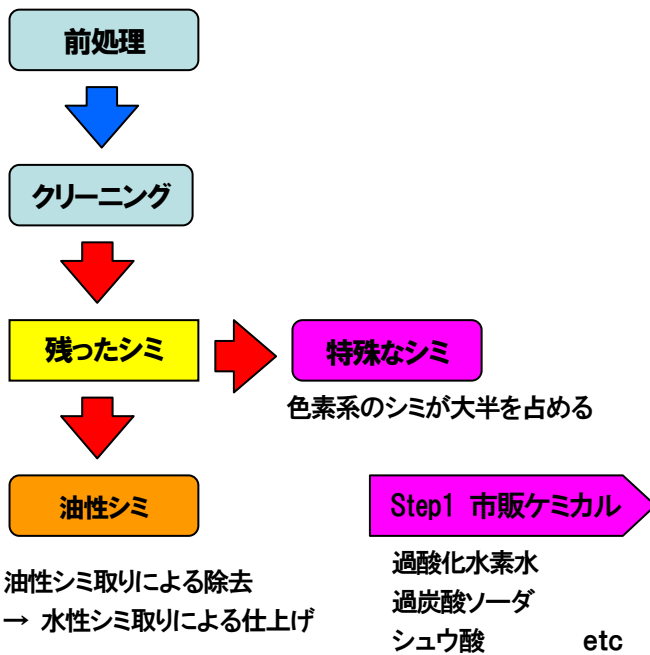 前処理
クリーニング
残ったシミ
特殊なシミ
色素系のシミが大半を占める
油性シミ
油性シミ取りによる除去
→ 水性シミ取りによる仕上げ
Step1 市販ケミカル
過酸化水素水
過炭酸ソーダ
シュウ酸 etc